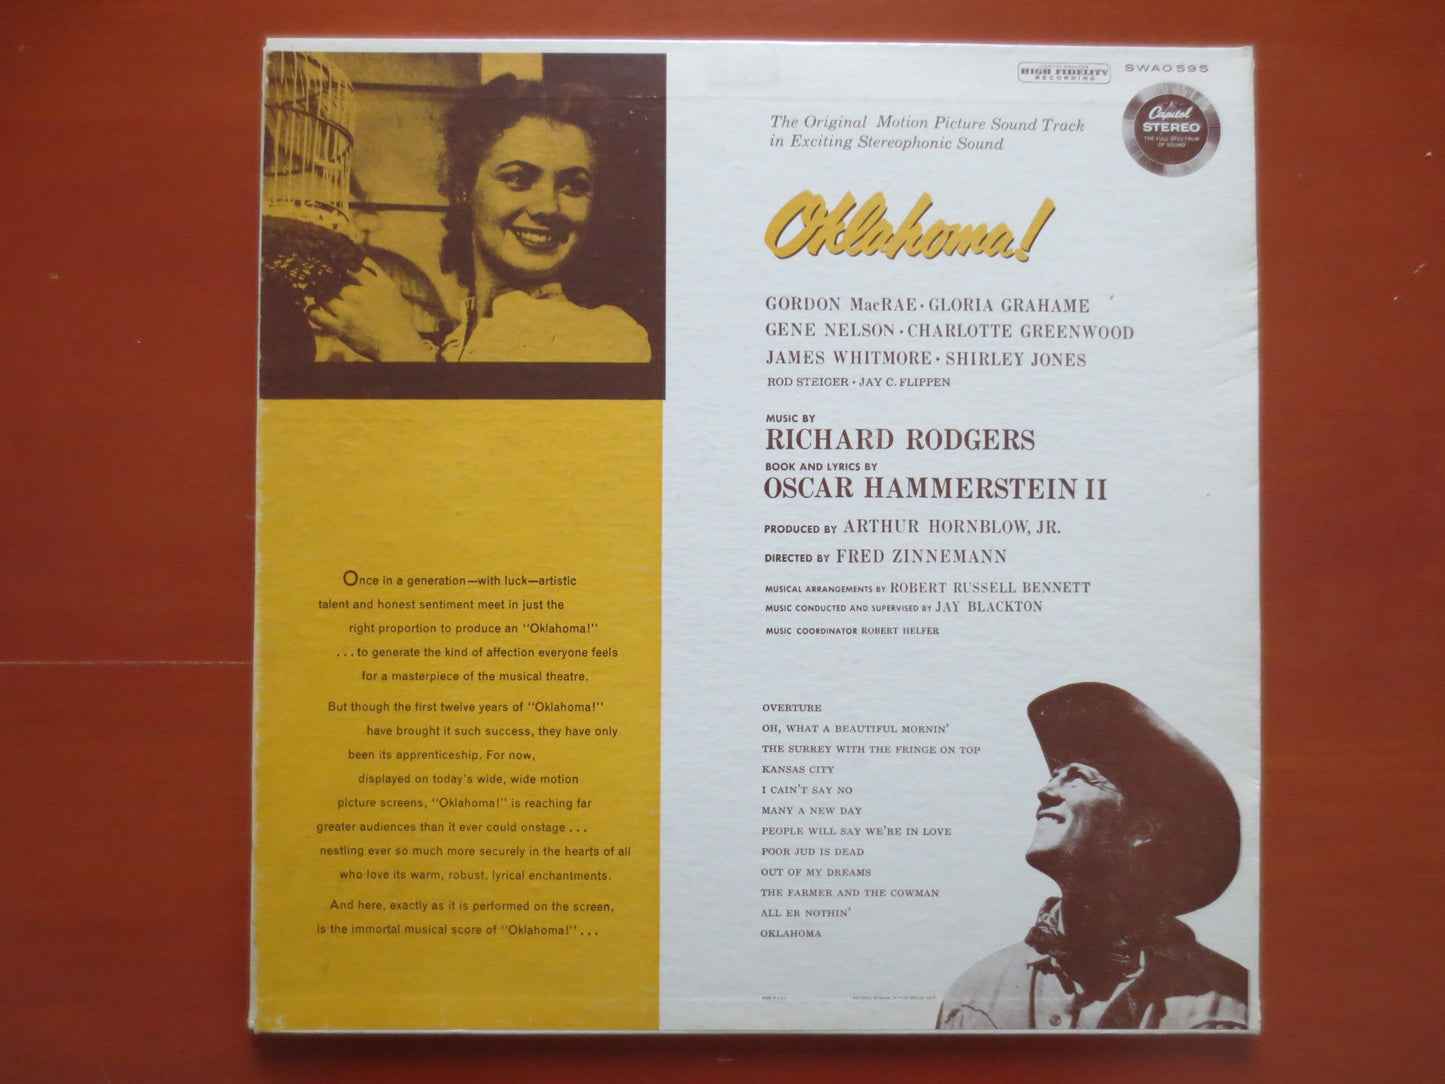 CAPITOL RECORDS
HIGH FIDELITY
RECORDING
SWAO 595
Capitol
STEREO
THE FULL SPECTRUM
OF SOUND
The Original Motion Picture Sound Track
in Exciting Stereophonic Sound
Oklahoma!
GORDON MacRAE • GLORIA GRAHAME
GENE NELSON • CHARLOTTE GREENWOOD
JAMES WHITMORE • SHIRLEY JONES
ROD STEIGER • JAY C. FLIPPEN
MUSIC BY
RICHARD RODGERS
BOOK AND LYRICS BY
OSCAR HAMMERSTEIN II
PRODUCED BY ARTHUR HORNBLOW, JR.
DIRECTED BY FRED ZINNEMANN
MUSICAL ARRANGEMENTS BY ROBERT RUSSELL BENNETT
MUSIC CONDUCTED AND SUPERVISED BY JAY BLACKTON
MUSIC COORDINATOR ROBERT HELFER
OVERTURE
OH, WHAT A BEAUTIFUL MORNIN'
THE SURREY WITH THE FRINGE ON TOP
KANSAS CITY
I CAIN'T SAY NO
MANY A NEW DAY
PEOPLE WILL SAY WE'RE IN LOVE
POOR JUD IS DEAD
OUT OF MY DREAMS
THE FARMER AND THE COWMAN
ALL ER NOTHIN'
OKLAHOMA
MADE IN U.S.A.
Once in a generation—with luck—artistic
talent and honest sentiment meet in just the
right proportion to produce an "Oklahoma!"
...to generate the kind of affection everyone feels
for a masterpiece of the musical theatre.
But though the first twelve years of "Oklahoma!"
have brought it such success, they have only
been its apprenticeship. For now,
displayed on today's wide, wide motion
picture screens, "Oklahoma!" is reaching far
greater audiences than it ever could onstage...
nestling ever so much more securely in the hearts of all
who love its warm, robust, lyrical enchantments.
And here, exactly as it is performed on the screen,
is the immortal musical score of "Oklahoma!"...